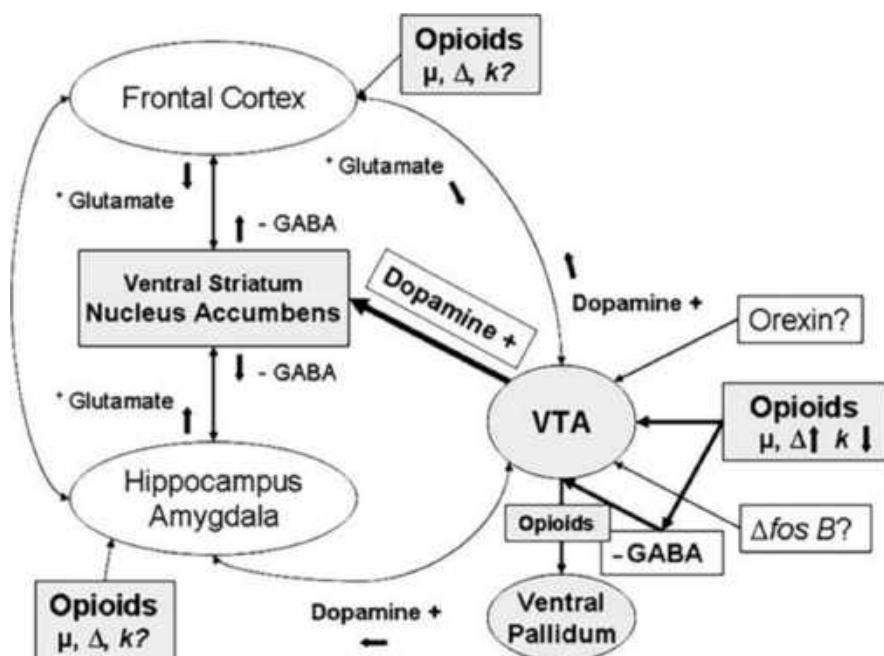 Opioids
μ, Δ, k?
Frontal Cortex
+ Glutamate
+ Glutamate
- GABA
Ventral Striatum
Nucleus Accumbens
Dopamine +
Dopamine +
Orexin?
- GABA
+ Glutamate
VTA
Opioids
μ, Δ k
Hippocampus
Amygdala
Opioids
Δfos B?
- GABA
Opioids
μ, Δ, k?
Dopamine +
Ventral
Pallidum